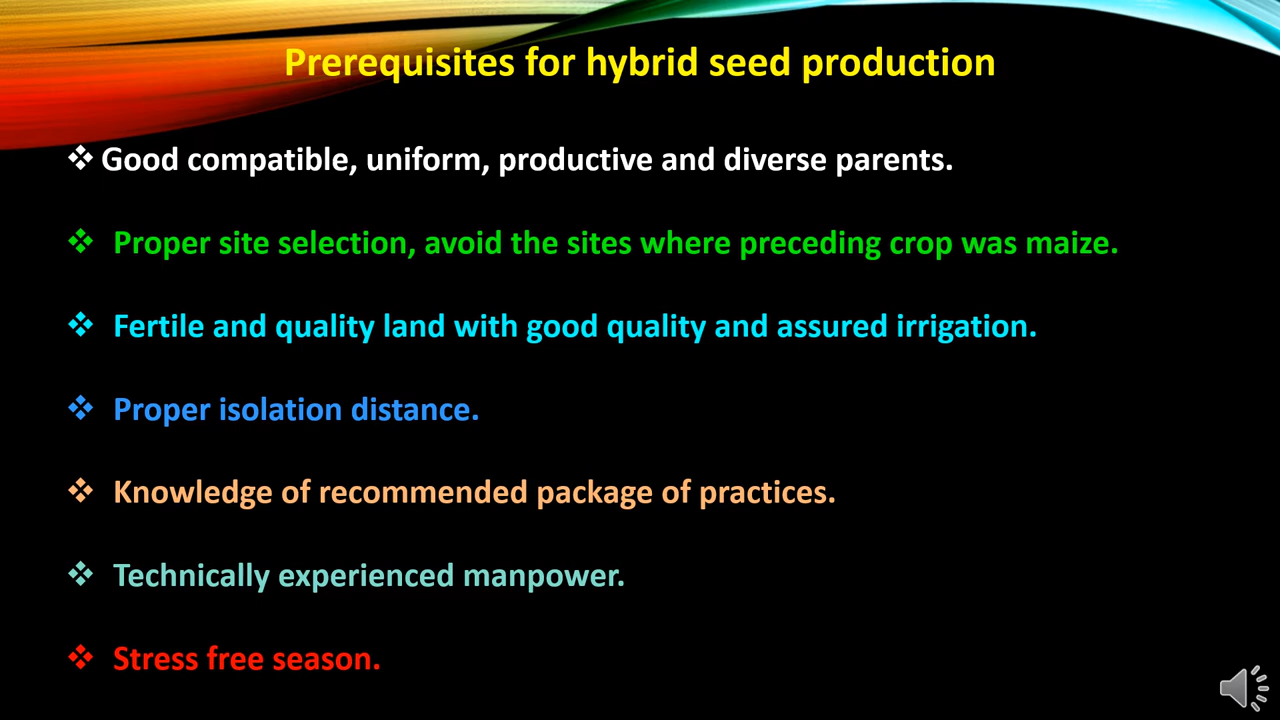 Prerequisites for hybrid seed production
❖ Good compatible, uniform, productive and diverse parents.
❖ Proper site selection, avoid the sites where preceding crop was maize.
❖ Fertile and quality land with good quality and assured irrigation.
❖ Proper isolation distance.
❖ Knowledge of recommended package of practices.
❖ Technically experienced manpower.
❖ Stress free season.